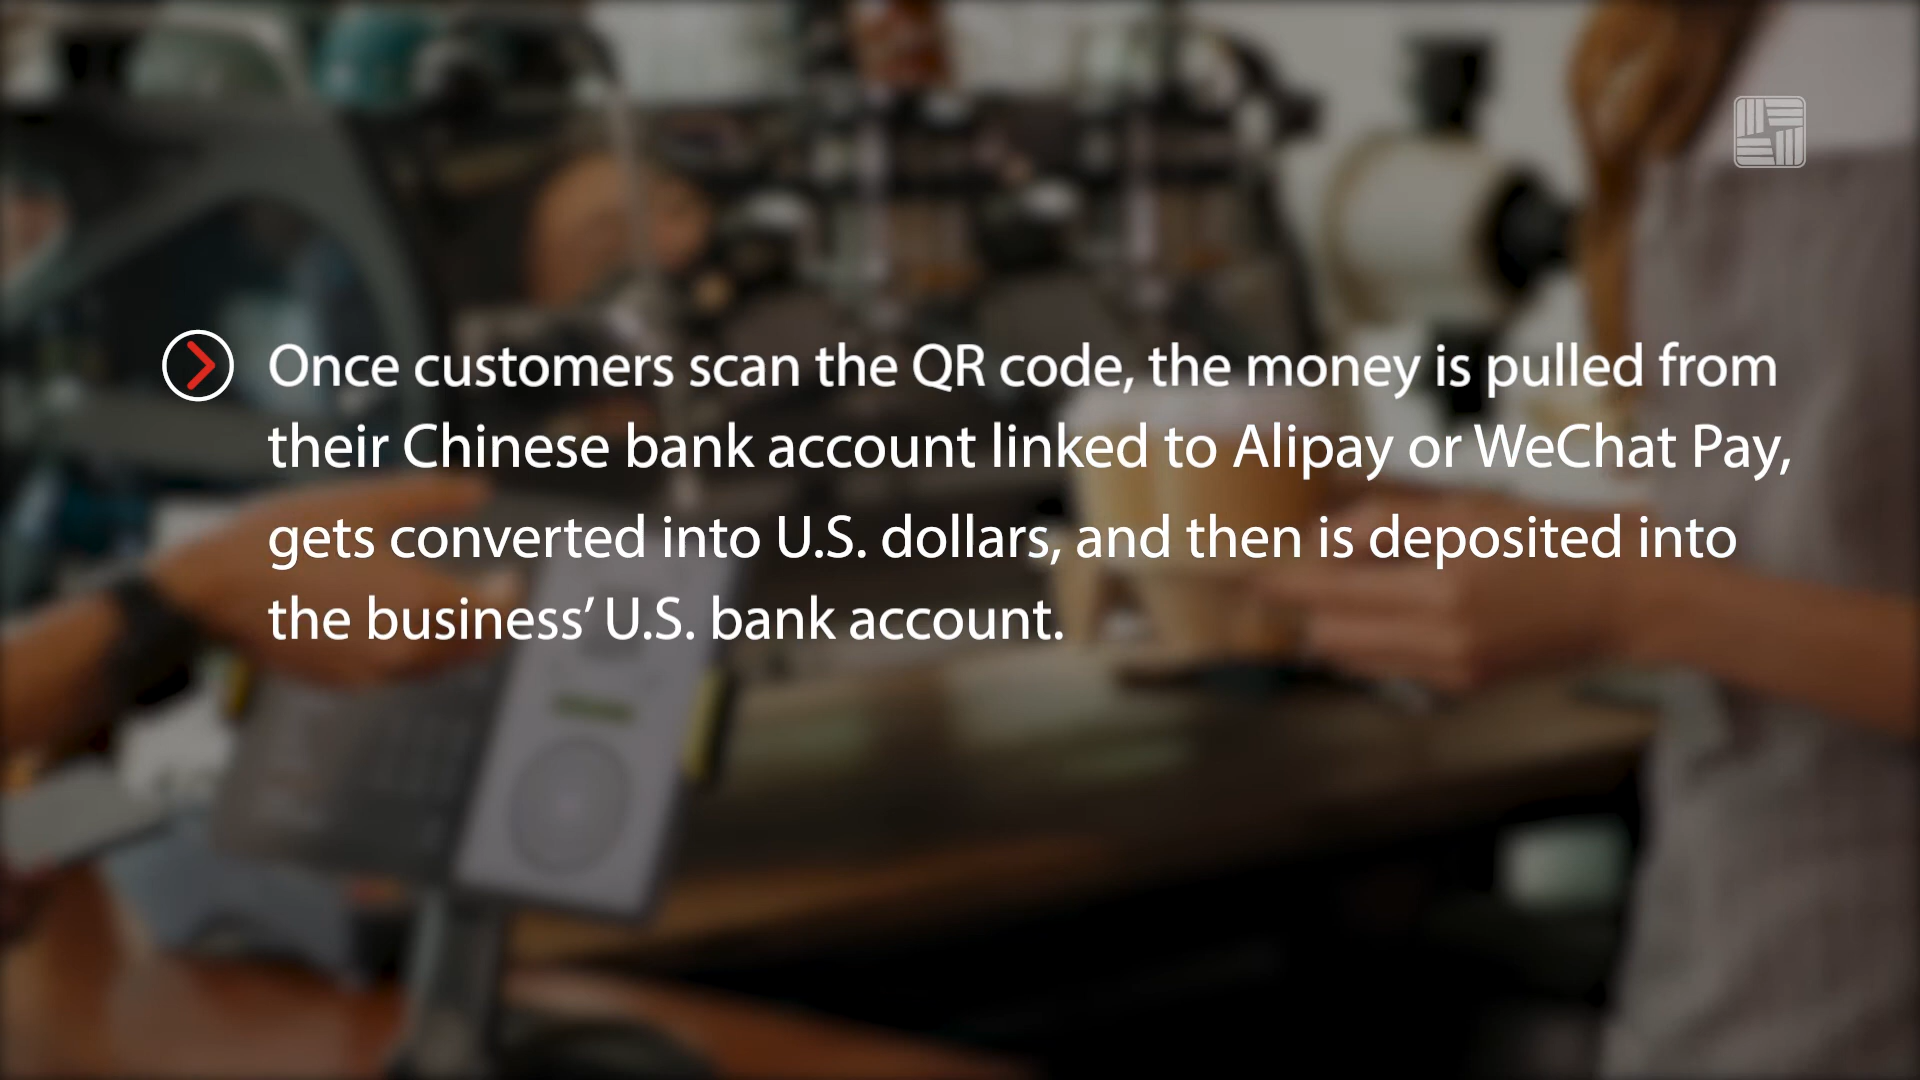 Once customers scan the QR code, the money is pulled from
their Chinese bank account linked to Alipay or WeChat Pay,
gets converted into U.S. dollars, and then is deposited into
the business’ U.S. bank account.